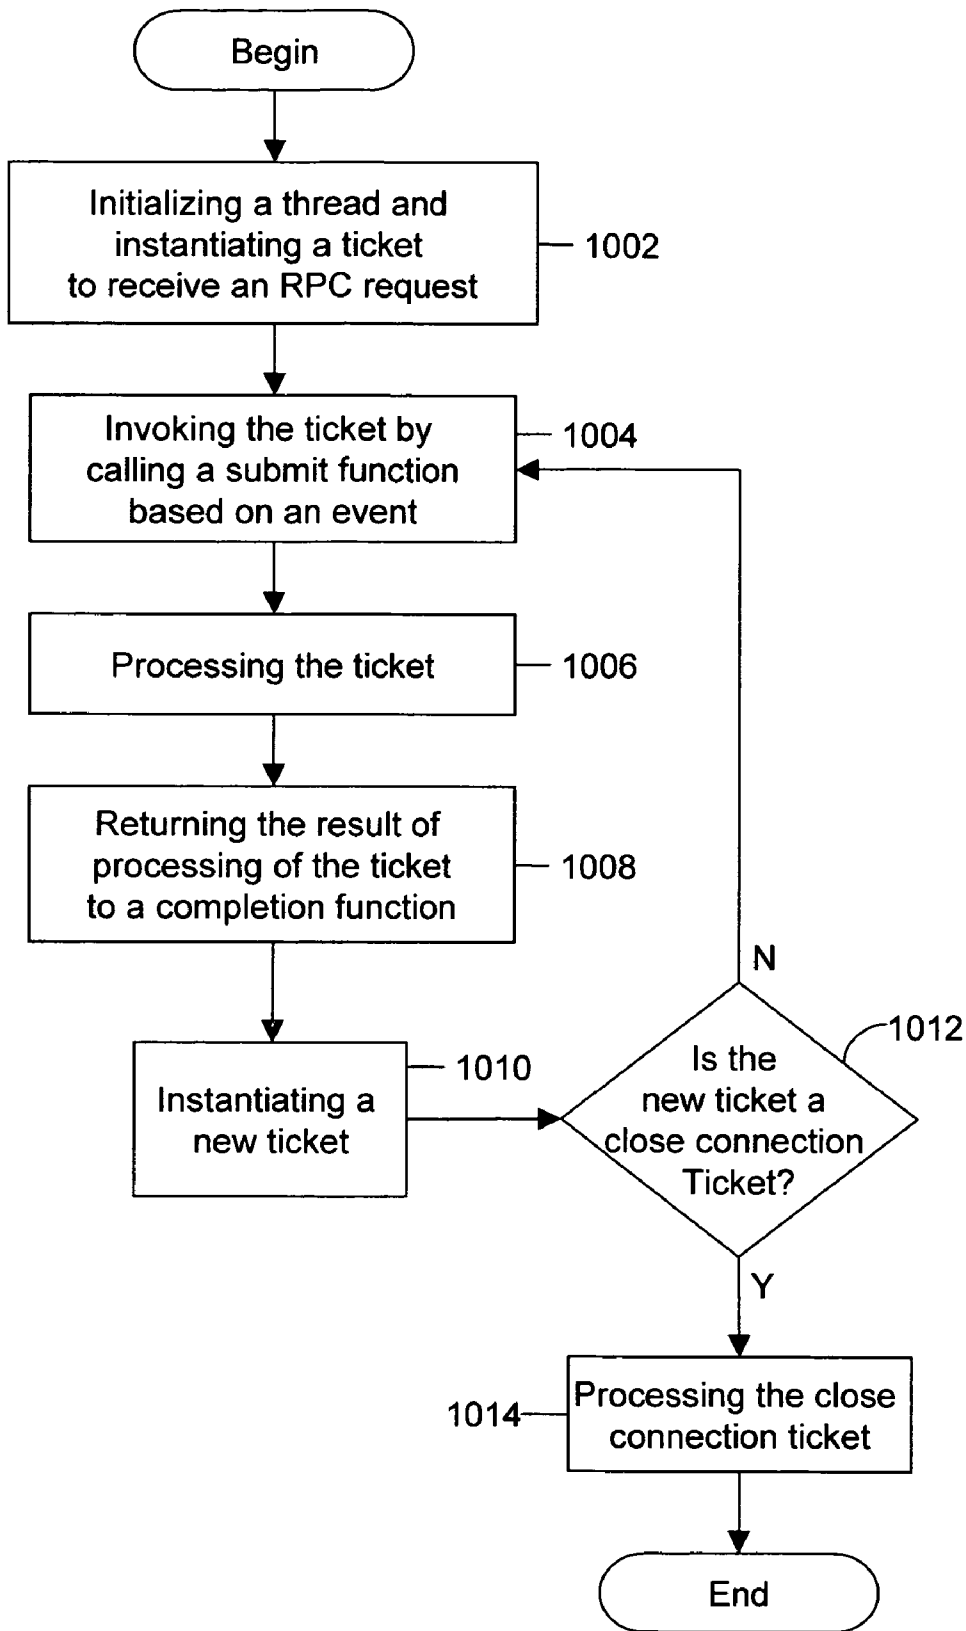 Begin
Initializing a thread and
instantiating a ticket
to receive an RPC request
1002
Invoking the ticket by
calling a submit function
based on an event
1004
Processing the ticket
1006
Returning the result of
processing of the ticket
to a completion function
1008
Instantiating a
new ticket
1010
N
Is the
new ticket a
close connection
Ticket?
1012
Y
Processing the close
connection ticket
1014
End